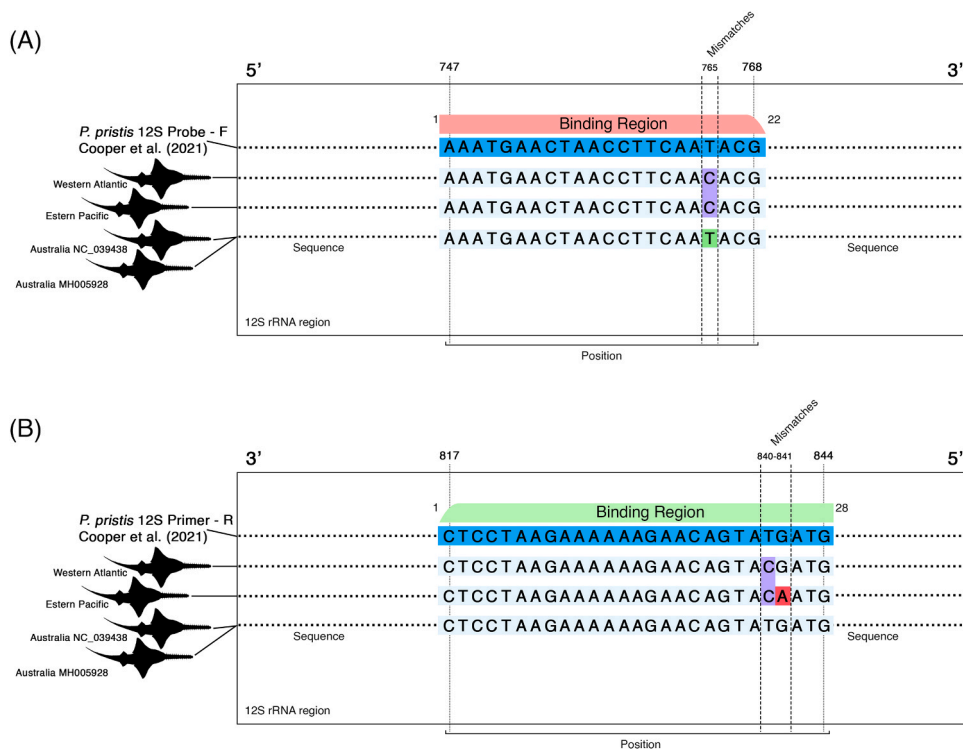 (A)
Mismatches
5’
747
765
768
3’
1
Binding Region
22
P. pristis 12S Probe - F
Cooper et al. (2021)
AAATGAACTAACCTTCAATACG
Western Atlantic
AAATGAACTAACCTTCAACACG
Estern Pacific
AAATGAACTAACCTTCAACACG
Australia NC_039438
Sequence
AAATGAACTAACCTTCAATACG
Sequence
Australia MH005928
12S rRNA region
Position
(B)
Mismatches
3’
817
840-841
844
5’
1
Binding Region
28
P. pristis 12S Primer - R
Cooper et al. (2021)
CTCCTAAGAAAAAAGAACAGTATGATG
Western Atlantic
CTCCTAAGAAAAAAGAACAGTACGATG
Estern Pacific
CTCCTAAGAAAAAAGAACAGTACAATG
Australia NC_039438
Sequence
CTCCTAAGAAAAAAGAACAGTATGATG
Sequence
Australia MH005928
12S rRNA region
Position